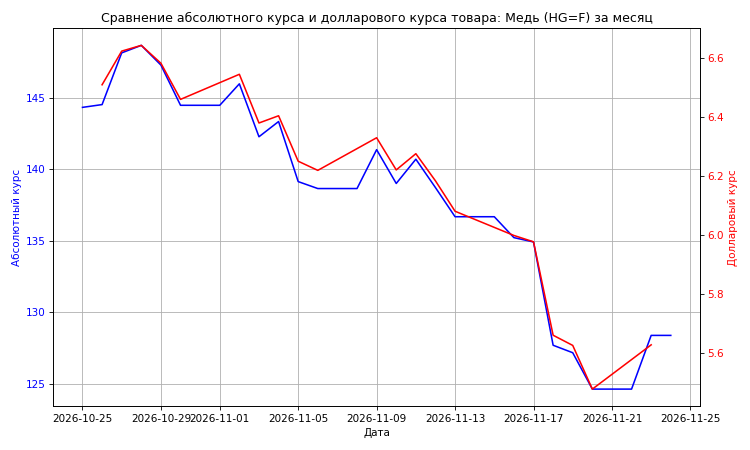 Сравнение абсолютного курса и долларового курса товара: Медь (HG=F) за месяц
145
140
135
130
125
Абсолютный курс
6.6
6.4
6.2
6.0
5.8
5.6
Долларовый курс
2026-10-25 2026-10-29 2026-11-01 2026-11-05 2026-11-09 2026-11-13 2026-11-17 2026-11-21 2026-11-25
Дата